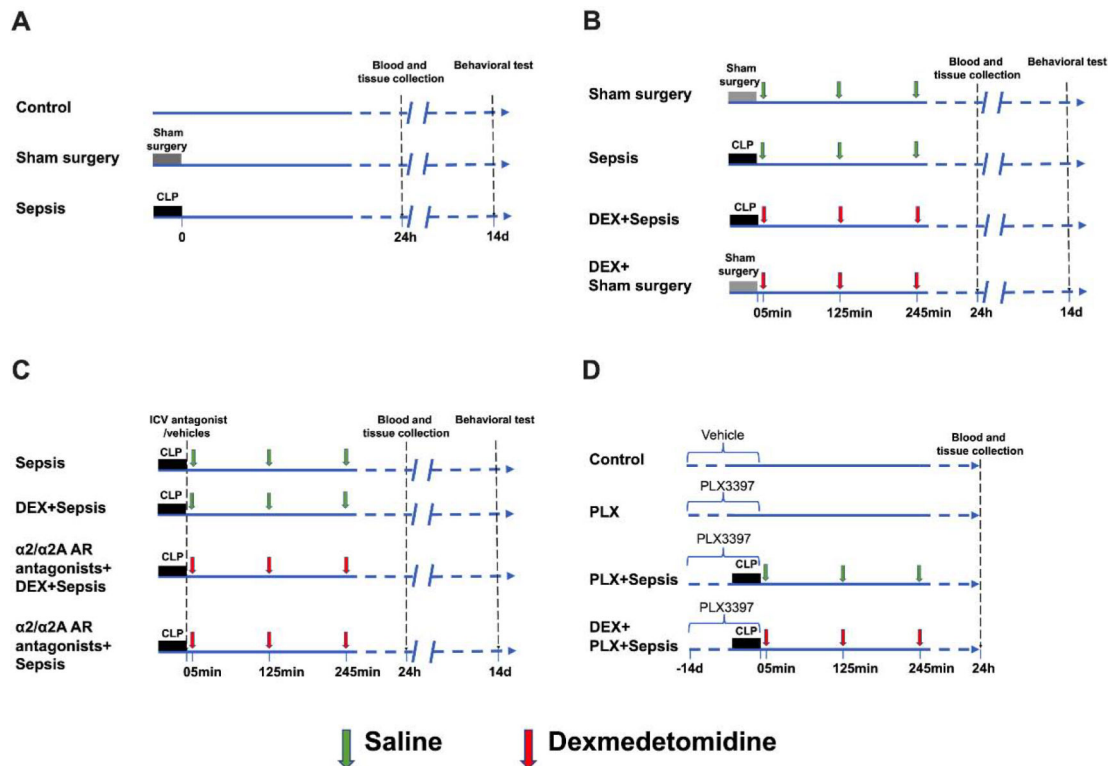 A
Blood and
tissue collection
Behavioral test
Control
Sham
surgery
Sham surgery
CLP
Sepsis
0
24h
14d
B
Sham
surgery
Blood and
tissue collection
Behavioral test
Sham surgery
CLP
Sepsis
CLP
DEX+Sepsis
Sham
surgery
DEX+
Sham surgery
05min
125min
245min
24h
14d
C
ICV antagonist
/vehicles
Blood and
tissue collection
Behavioral test
CLP
Sepsis
CLP
DEX+Sepsis
CLP
α2/α2A AR
antagonists+
DEX+Sepsis
CLP
α2/α2A AR
antagonists+
Sepsis
05min
125min
245min
24h
14d
D
Vehicle
Blood and
tissue collection
Control
PLX3397
PLX
PLX3397
CLP
PLX+Sepsis
PLX3397
CLP
DEX+
PLX+Sepsis
-14d
05min
125min
245min
24h
Saline
Dexmedetomidine